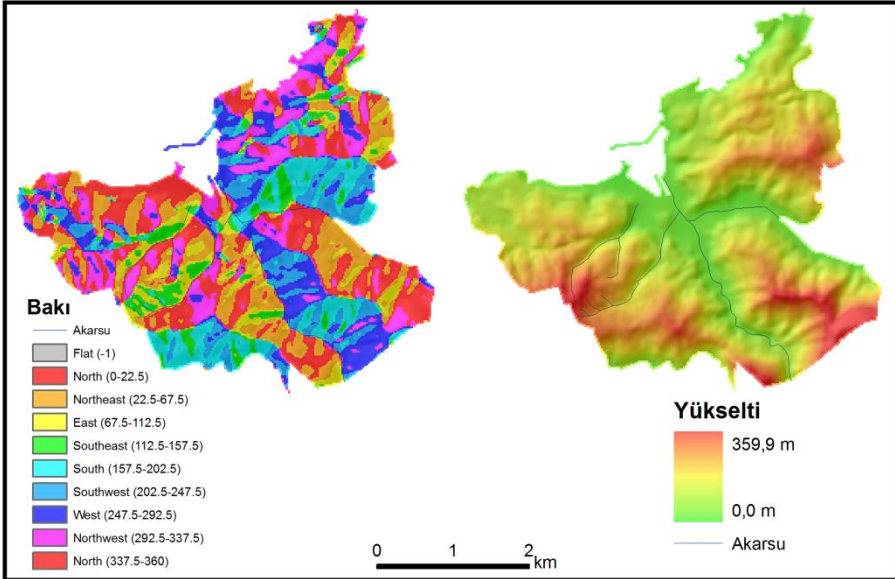 Bakı
Akarsu
Flat (-1)
North (0-22.5)
Northeast (22.5-67.5)
East (67.5-112.5)
Southeast (112.5-157.5)
South (157.5-202.5)
Southwest (202.5-247.5)
West (247.5-292.5)
Northwest (292.5-337.5)
North (337.5-360)
Yükselti
359,9 m
0,0 m
Akarsu
0 1 2
km